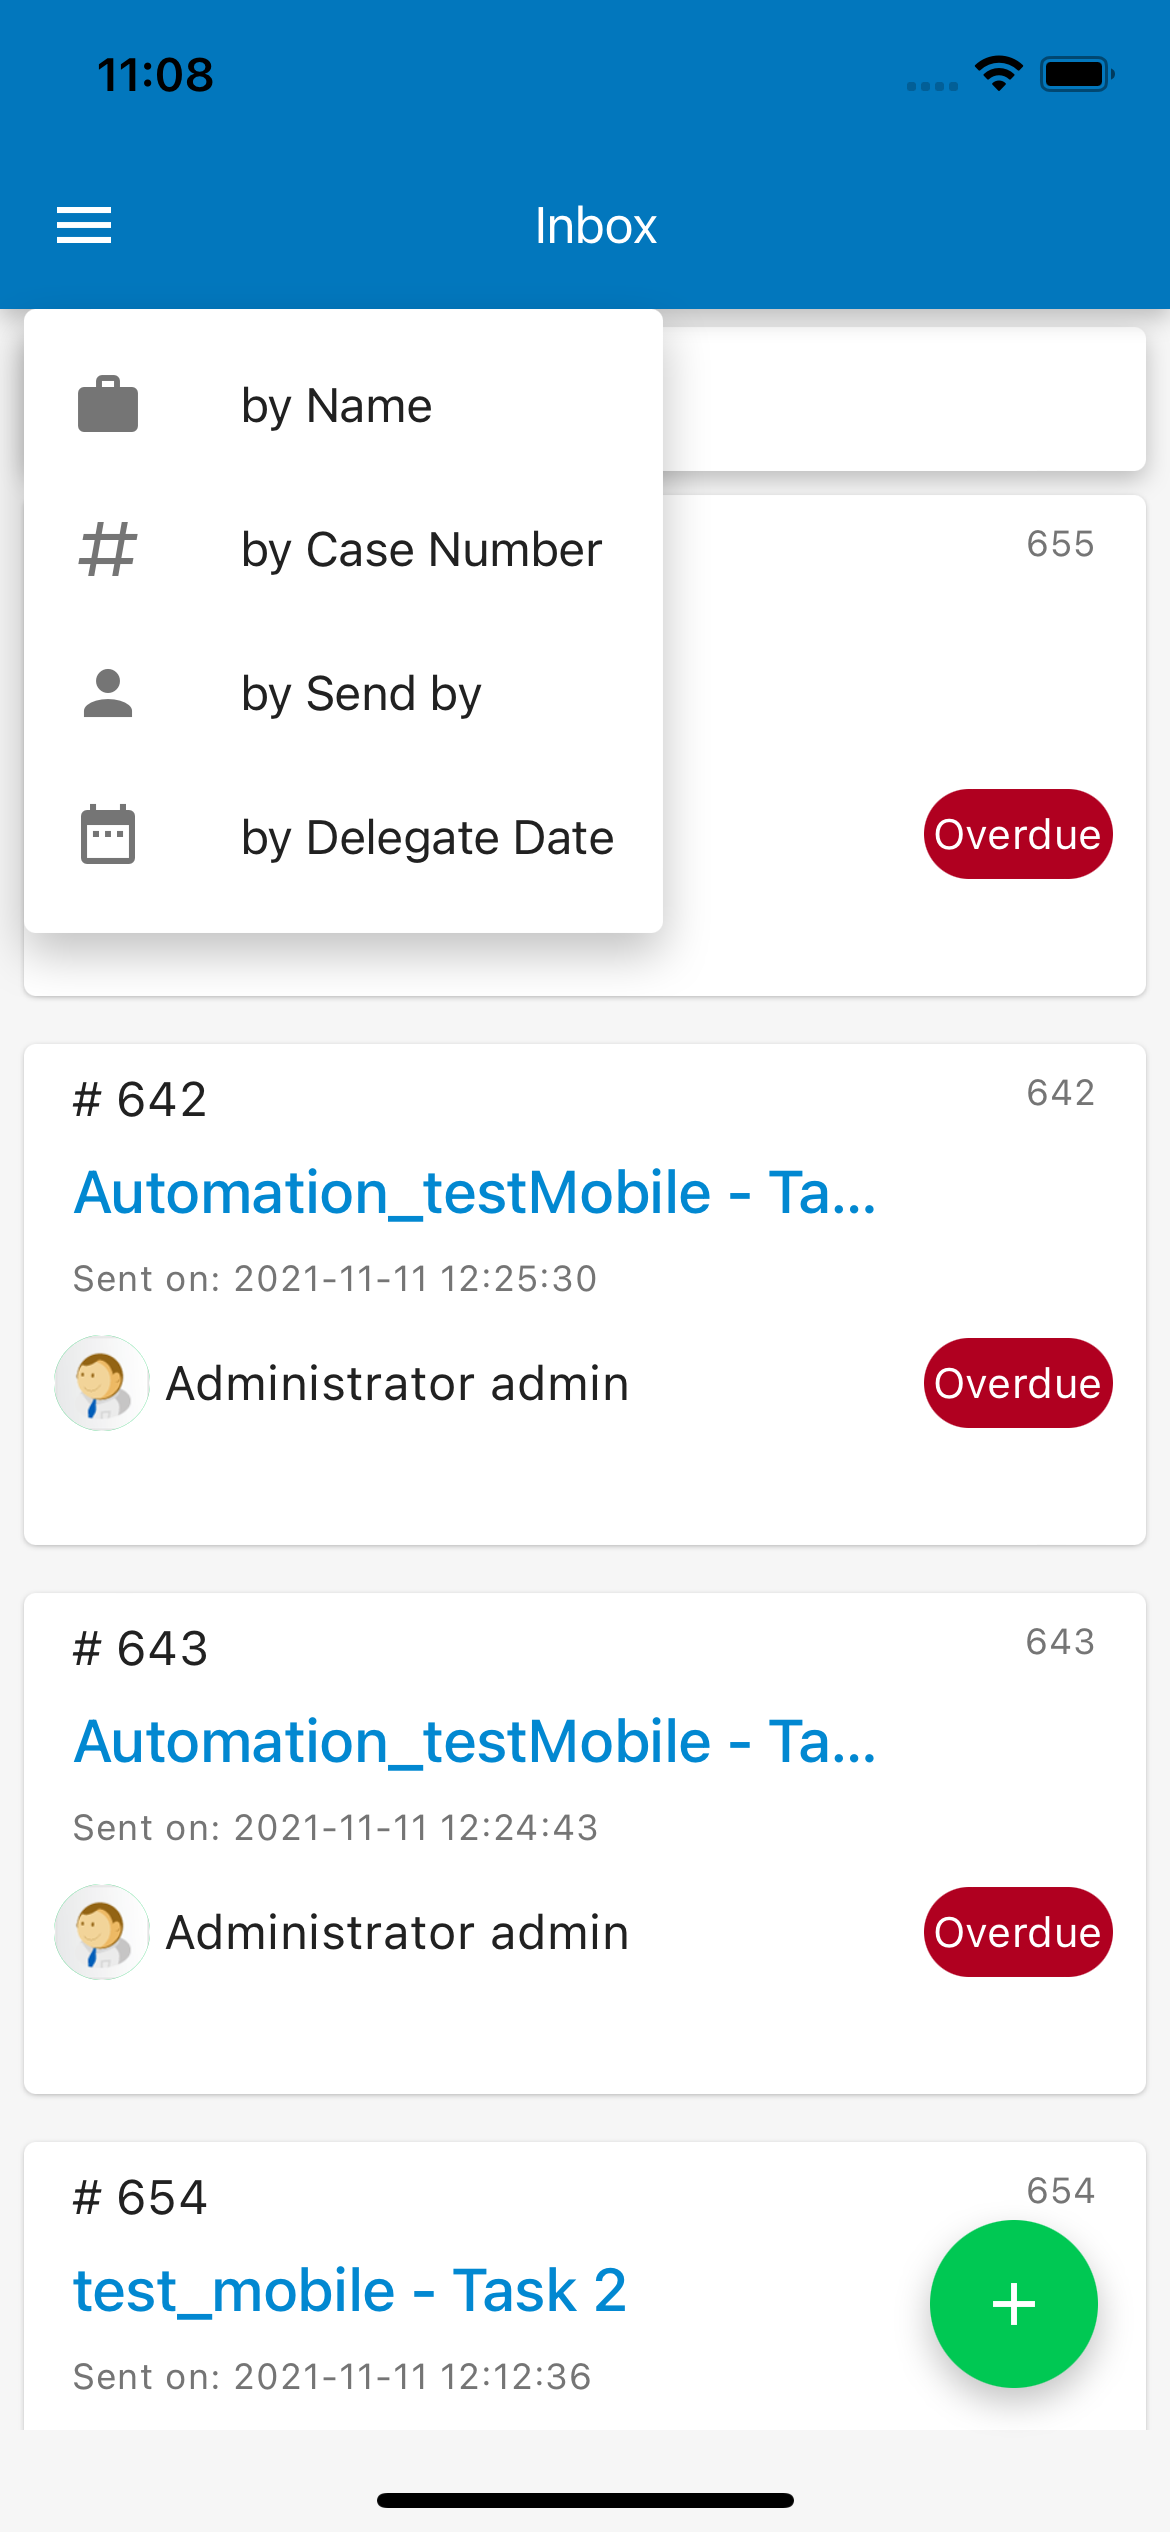 11:08
Inbox
by Name
by Case Number
by Send by
by Delegate Date
655
Overdue
# 642
642
Automation_testMobile - Ta...
Sent on: 2021-11-11 12:25:30
Administrator admin
Overdue
# 643
643
Automation_testMobile - Ta...
Sent on: 2021-11-11 12:24:43
Administrator admin
Overdue
# 654
654
test_mobile - Task 2
Sent on: 2021-11-11 12:12:36